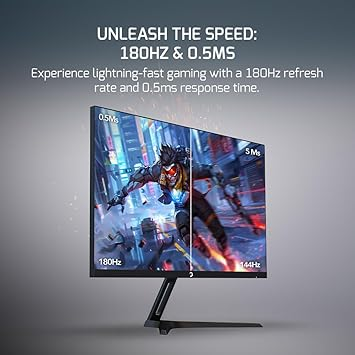 UNLEASH THE SPEED:
180HZ & 0.5MS
Experience lightning-fast gaming with a 180Hz refresh
rate and 0.5ms response time.
0.5Ms
5 Ms
180Hz
144Hz